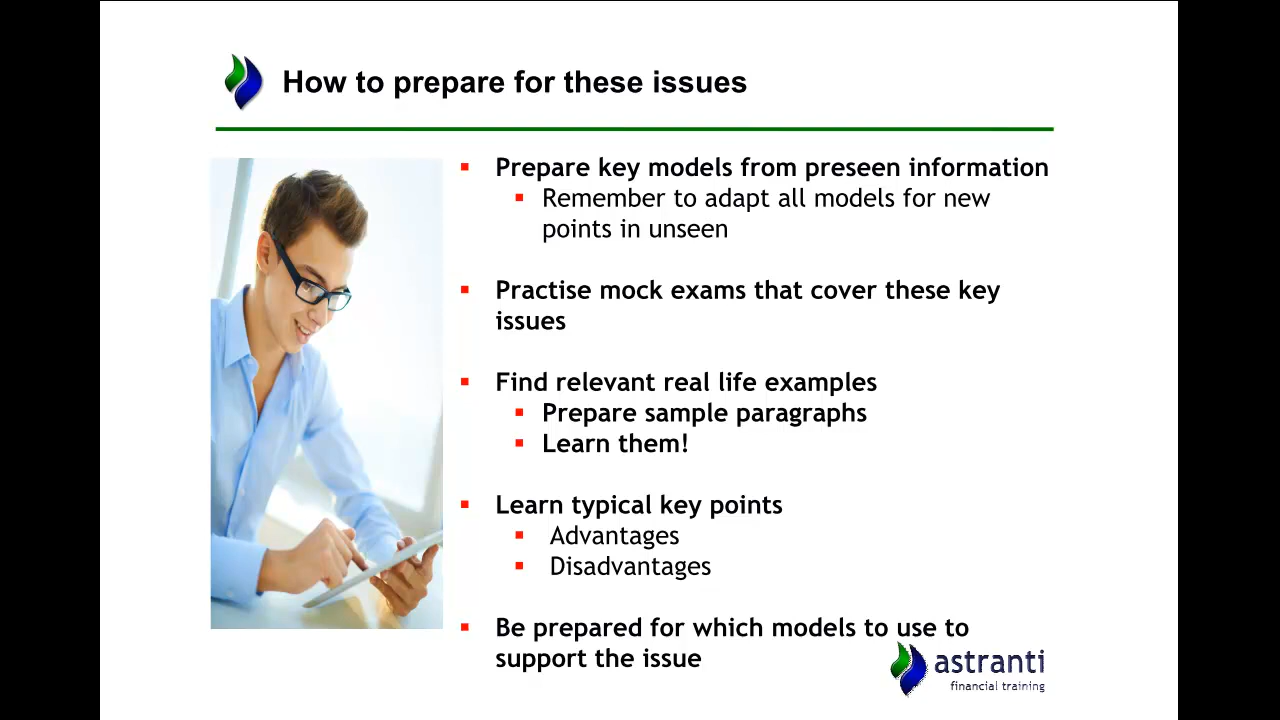 How to prepare for these issues
Prepare key models from preseen information
Remember to adapt all models for new
points in unseen
Practise mock exams that cover these key
issues
Find relevant real life examples
Prepare sample paragraphs
Learn them!
Learn typical key points
Advantages
Disadvantages
Be prepared for which models to use to
support the issue
astranti
financial training